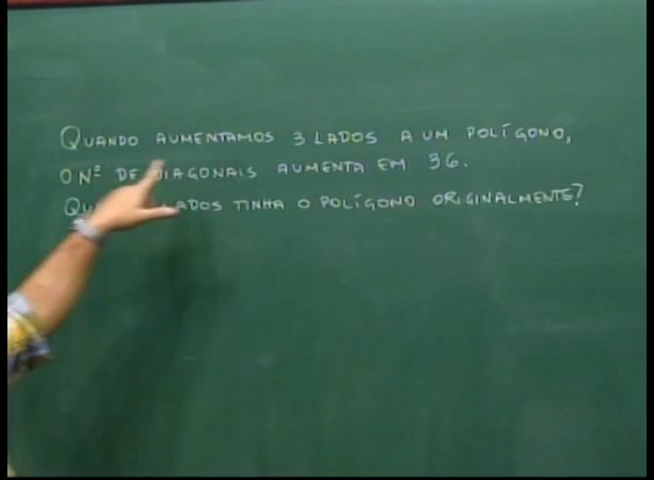 QUANDO AUMENTAMOS 3 LADOS A UM POLÍGONO,
O Nº DE DIAGONAIS AUMENTA EM 36.
LADOS TINHA O POLÍGONO ORIGINALMENTE?